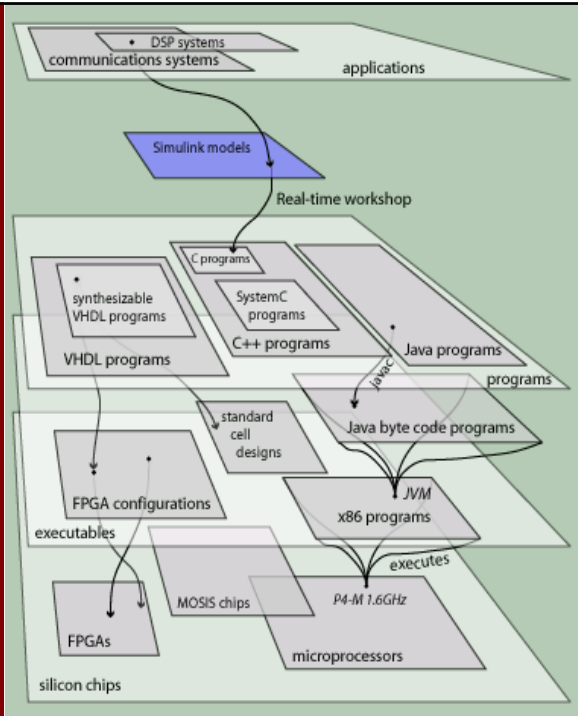 DSP systems
communications systems
applications
Simulink models
Real-time workshop
C programs
synthesizable
VHDL programs
SystemC
programs
C++ programs
VHDL programs
Java programs
javac
programs
standard
cell
designs
Java byte code programs
FPGA configurations
JVM
x86 programs
executables
executes
MOSIS chips
P4-M 1.6GHz
FPGAs
microprocessors
silicon chips